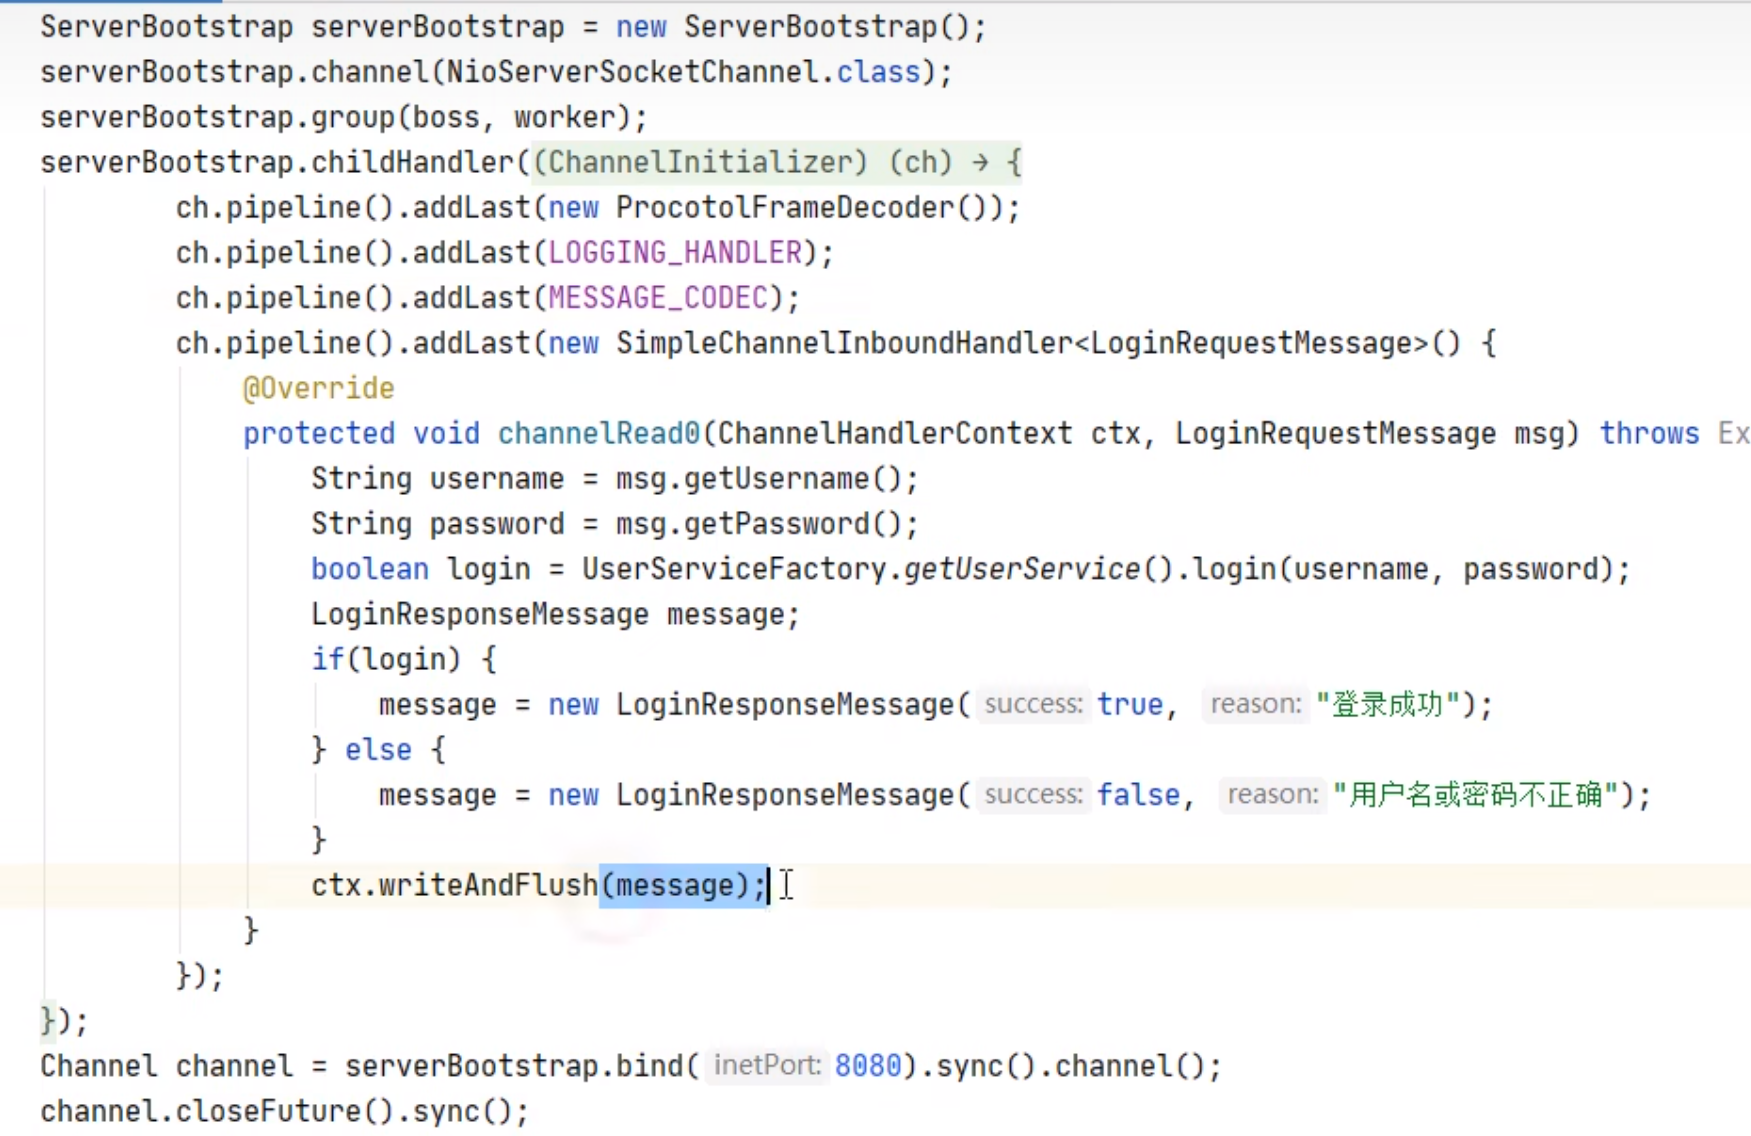 ServerBootstrap serverBootstrap = new ServerBootstrap();
serverBootstrap.channel(NioServerSocketChannel.class);
serverBootstrap.group(boss, worker);
serverBootstrap.childHandler((ChannelInitializer) (ch) → {
ch.pipeline().addLast(new ProcotolFrameDecoder());
ch.pipeline().addLast(LOGGING_HANDLER);
ch.pipeline().addLast(MESSAGE_CODEC);
ch.pipeline().addLast(new SimpleChannelInboundHandler<LoginRequestMessage>() {
@Override
protected void channelRead0(ChannelHandlerContext ctx, LoginRequestMessage msg) throws Ex
String username = msg.getUsername();
String password = msg.getPassword();
boolean login = UserServiceFactory.getUserService().login(username, password);
LoginResponseMessage message;
if(login) {
message = new LoginResponseMessage( success: true, reason: "登录成功");
} else {
message = new LoginResponseMessage( success: false, reason: "用户名或密码不正确");
}
ctx.writeAndFlush(message);
}
});
});
Channel channel = serverBootstrap.bind( inetPort: 8080).sync().channel();
channel.closeFuture().sync();